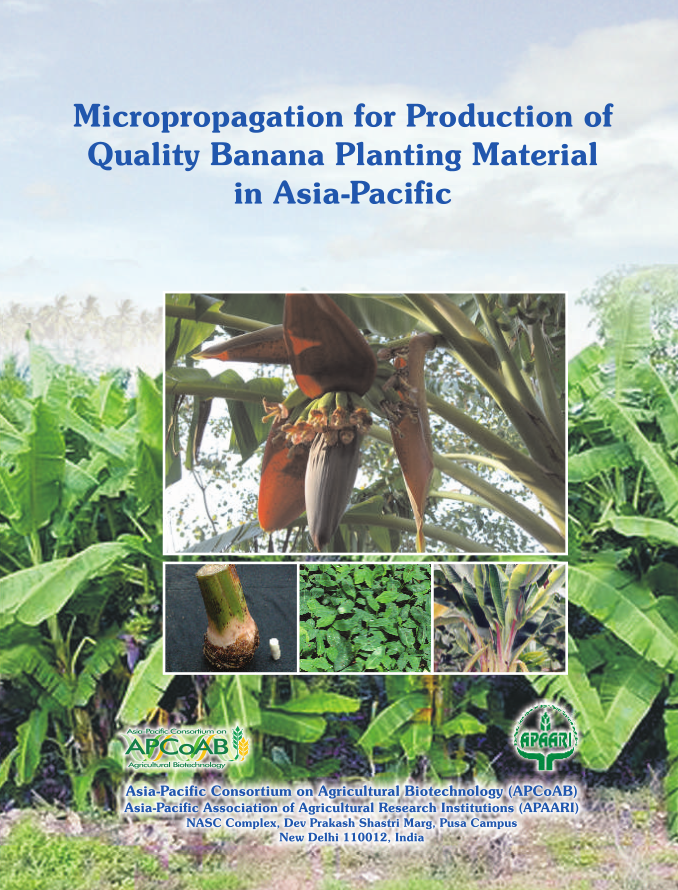 Micropropagation for Production of
Quality Banana Planting Material
in Asia-Pacific
Asia-Pacific Consortium on
APCoAB
Agricultural Biotechnology
APAARI
Asia-Pacific Consortium on Agricultural Biotechnology (APCoAB)
Asia-Pacific Association of Agricultural Research Institutions (APAARI)
NASC Complex, Dev Prakash Shastri Marg, Pusa Campus
New Delhi 110012, India